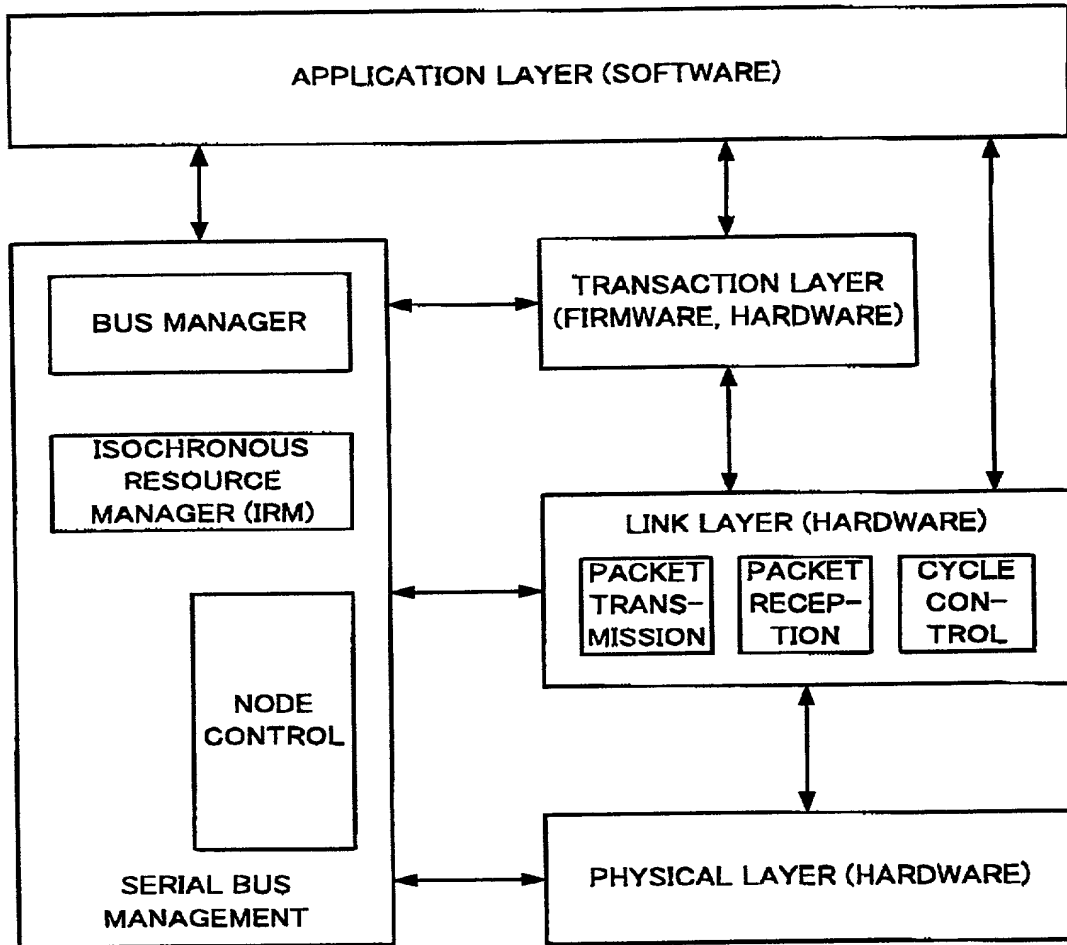 APPLICATION LAYER (SOFTWARE)
BUS MANAGER
ISOCHRONOUS
RESOURCE
MANAGER (IRM)
NODE
CONTROL
SERIAL BUS
MANAGEMENT
TRANSACTION LAYER
(FIRMWARE, HARDWARE)
LINK LAYER (HARDWARE)
PACKET
TRANS-
MISSION
PACKET
RECEP-
TION
CYCLE
CON-
TROL
PHYSICAL LAYER (HARDWARE)